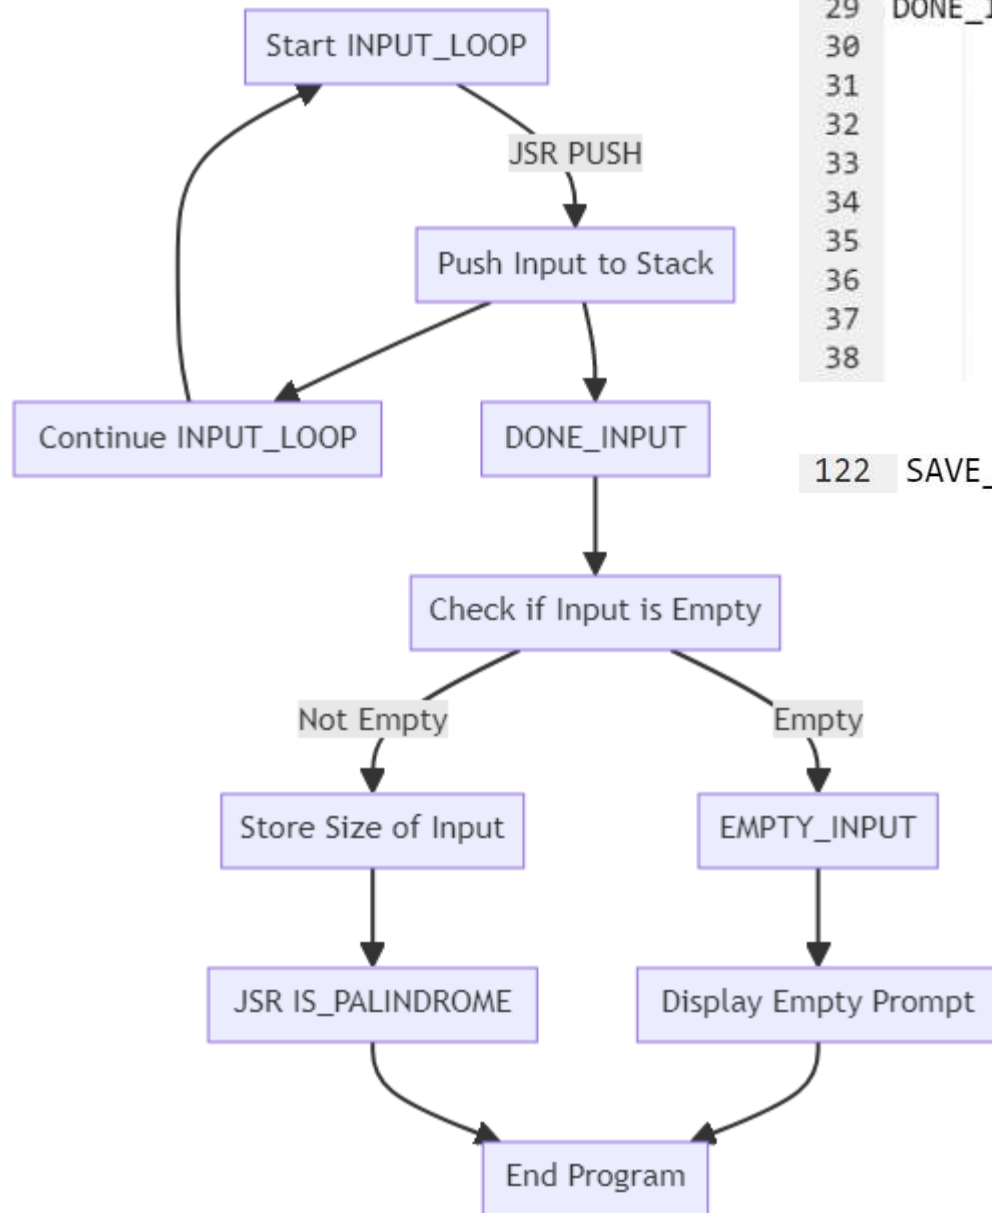 Start INPUT_LOOP
JSR PUSH
Push Input to Stack
Continue INPUT_LOOP
DONE_INPUT
Check if Input is Empty
Not Empty
Empty
Store Size of Input
EMPTY_INPUT
JSR IS_PALINDROME
Display Empty Prompt
End Program
29
30
31
32
33
34
35
36
37
38
122 SAVE_